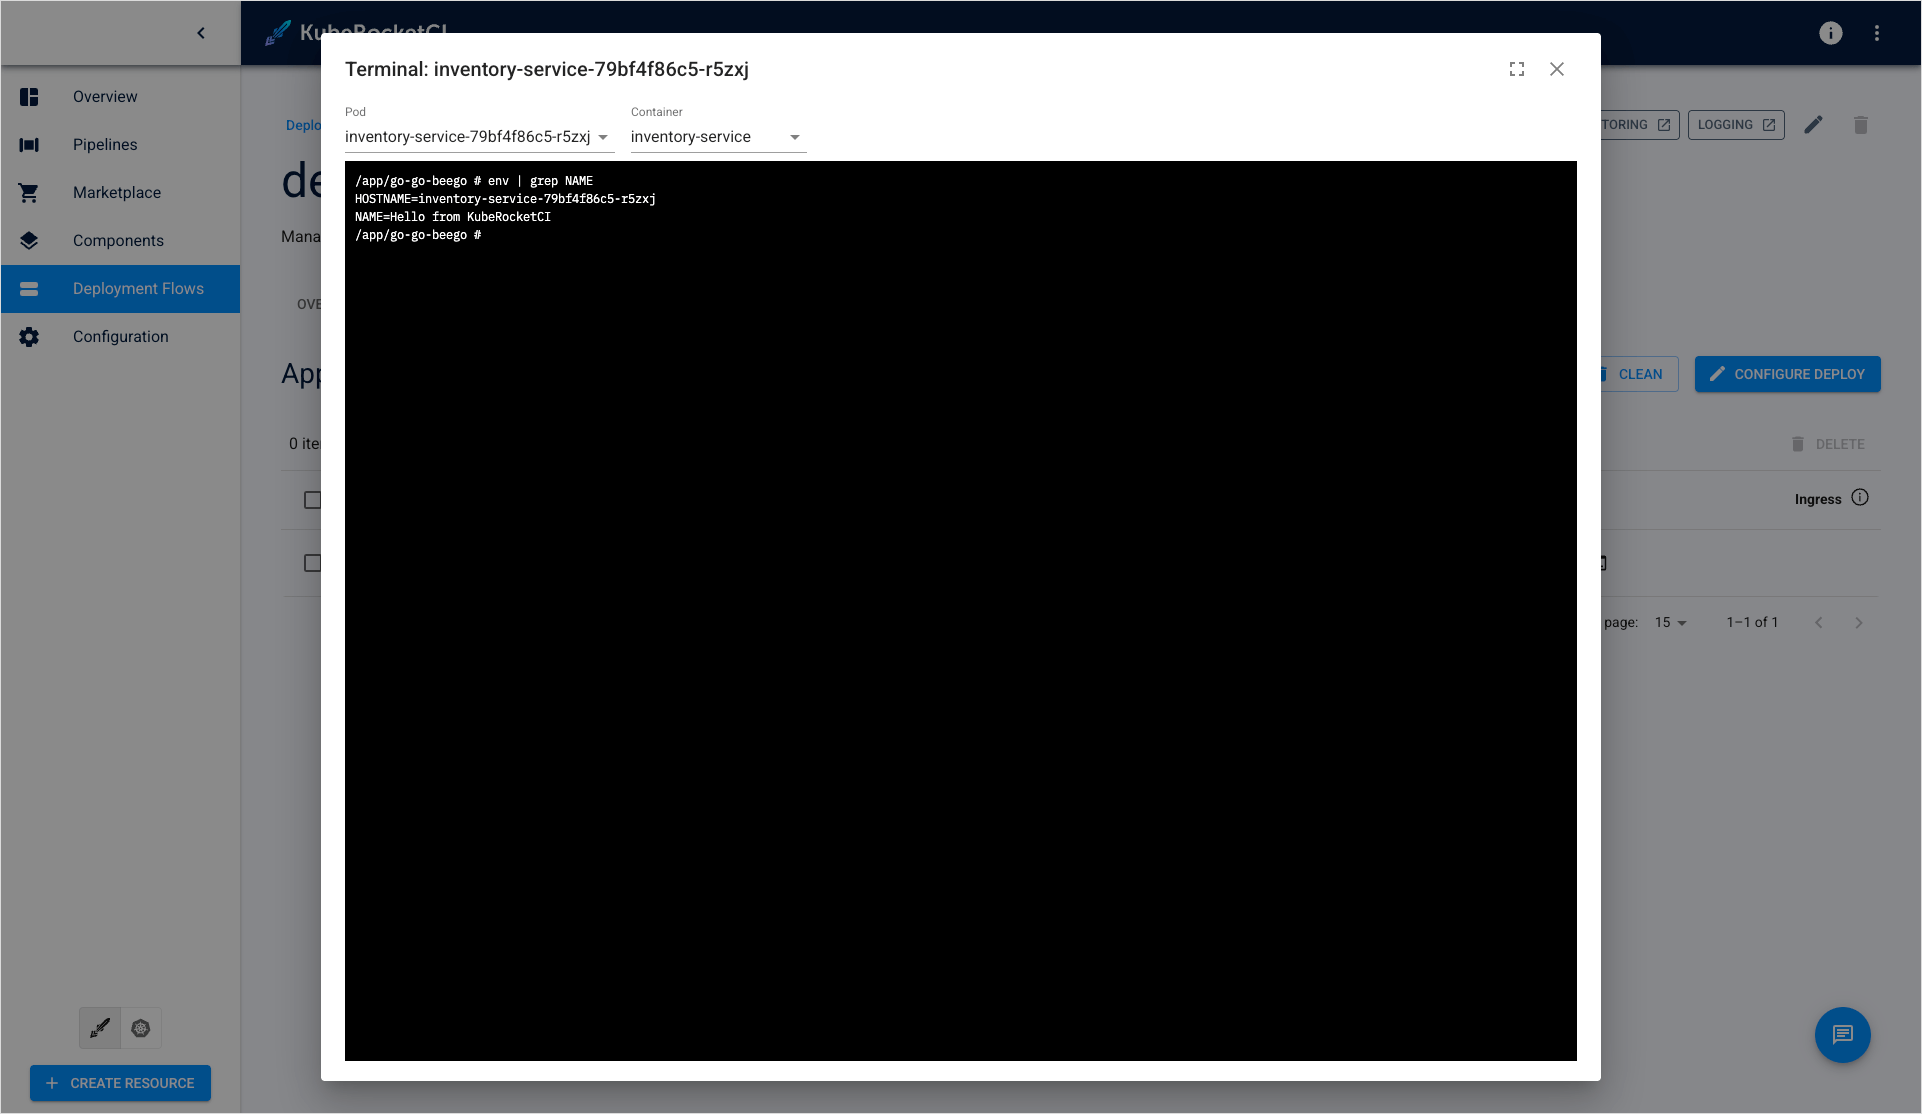 KubeRocketCI
Terminal: inventory-service-79bf4f86c5-r5zxj
Overview
Pipelines
Marketplace
Components
Deployment Flows
Configuration
Pod
Container
inventory-service-79bf4f86c5-r5zxj
inventory-service
/app/go-go-beego # env | grep NAME
HOSTNAME=inventory-service-79bf4f86c5-r5zxj
NAME=Hello from KubeRocketCI
/app/go-go-beego #
Deplo
TORING
LOGGING
de
Mana
OVE
App
CLEAN
CONFIGURE DEPLOY
0 ite
DELETE
Ingress
page:
15
1–1 of 1
CREATE RESOURCE